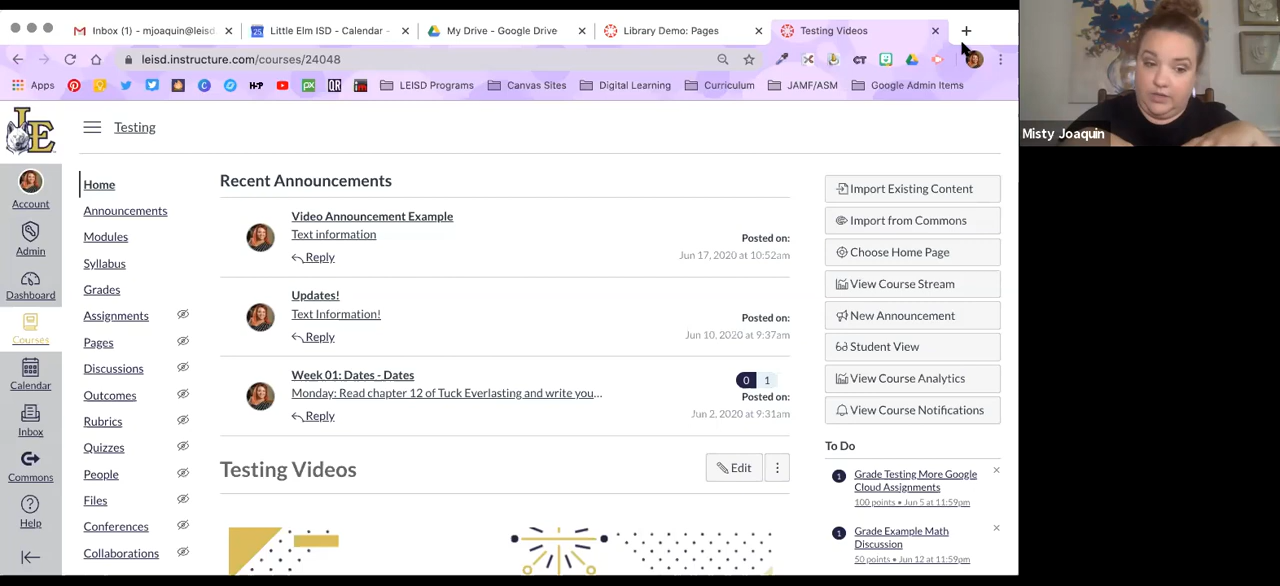 Inbox (1) - mjoaquin@leisd.
Little Elm ISD - Calendar -
My Drive - Google Drive
Library Demo: Pages
Testing Videos
leisd.instructure.com/courses/24048
Apps
H·P
px
QR
LEISD Programs
Canvas Sites
Digital Learning
Curriculum
JAMF/ASM
Google Admin Items
CT
Misty Joaquin
LE
Testing
Account
Admin
Dashboard
Courses
Calendar
Inbox
Commons
Help
Home
Announcements
Modules
Syllabus
Grades
Assignments
Pages
Discussions
Outcomes
Rubrics
Quizzes
People
Files
Conferences
Collaborations
Recent Announcements
Video Announcement Example
Text information
Reply
Posted on:
Jun 17, 2020 at 10:52am
Updates!
Text Information!
Reply
Posted on:
Jun 10, 2020 at 9:37am
Week 01: Dates - Dates
Monday: Read chapter 12 of Tuck Everlasting and write you...
Reply
0 1
Posted on:
Jun 2, 2020 at 9:31am
Testing Videos
Edit
Import Existing Content
Import from Commons
Choose Home Page
View Course Stream
New Announcement
Student View
View Course Analytics
View Course Notifications
To Do
1
Grade Testing More Google
Cloud Assignments
100 points • Jun 5 at 11:59pm
1
Grade Example Math
Discussion
50 points • Jun 12 at 11:59pm